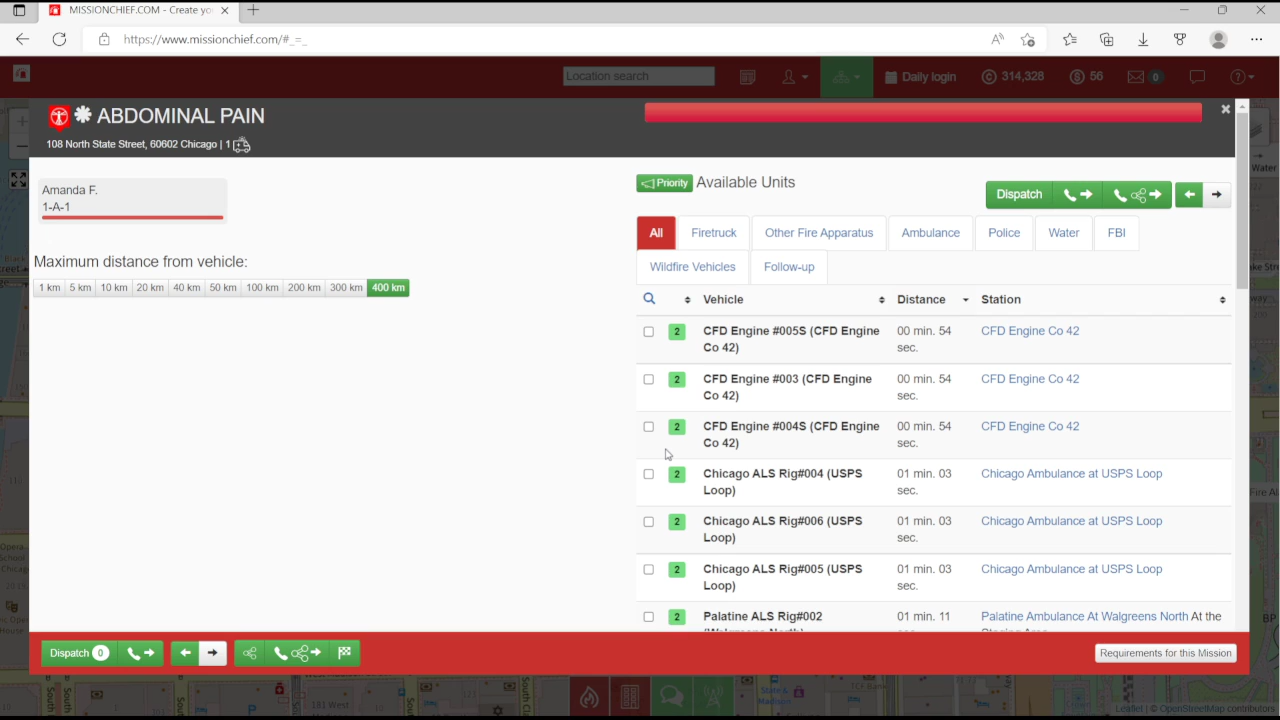 MISSIONCHIEF.COM - Create yo
https://www.missionchief.com/#_=_
Location search
Daily login
314,328
56
0
ABDOMINAL PAIN
108 North State Street, 60602 Chicago | 1
Amanda F.
1-A-1
Maximum distance from vehicle:
1 km 5 km 10 km 20 km 40 km 50 km 100 km 200 km 300 km 400 km
Priority Available Units
Dispatch
All Firetruck Other Fire Apparatus Ambulance Police Water FBI
Wildfire Vehicles Follow-up
Vehicle Distance Station
2 CFD Engine #005S (CFD Engine Co 42) 00 min. 54 sec. CFD Engine Co 42
2 CFD Engine #003 (CFD Engine Co 42) 00 min. 54 sec. CFD Engine Co 42
2 CFD Engine #004S (CFD Engine Co 42) 00 min. 54 sec. CFD Engine Co 42
2 Chicago ALS Rig#004 (USPS Loop) 01 min. 03 sec. Chicago Ambulance at USPS Loop
2 Chicago ALS Rig#006 (USPS Loop) 01 min. 03 sec. Chicago Ambulance at USPS Loop
2 Chicago ALS Rig#005 (USPS Loop) 01 min. 03 sec. Chicago Ambulance at USPS Loop
2 Palatine ALS Rig#002 01 min. 11 Palatine Ambulance At Walgreens North At the
Dispatch 0
Requirements for this Mission
181 West
State &
Leaflet | © OpenStreetMap contributors